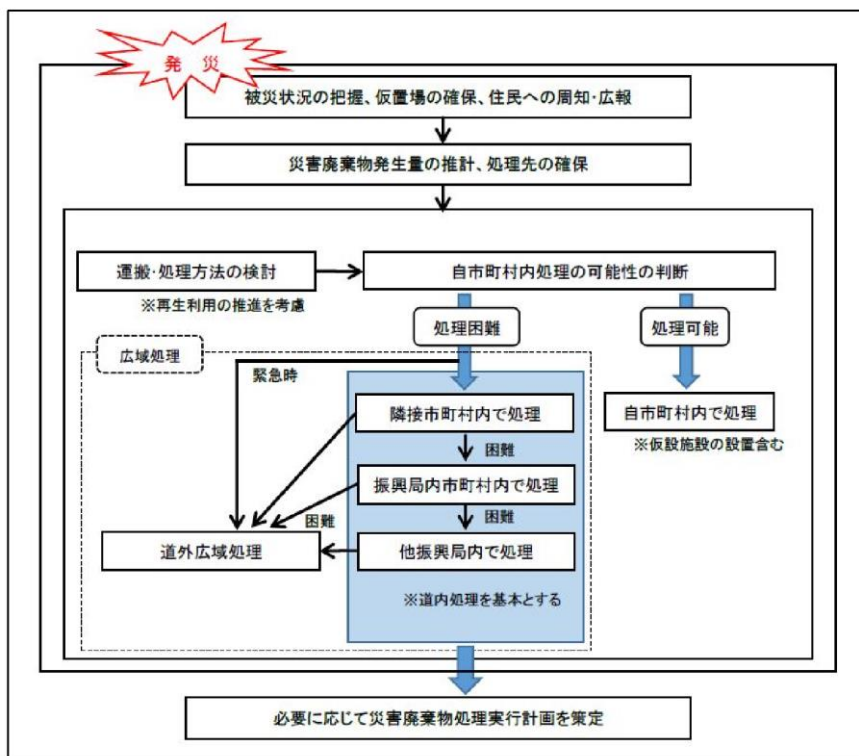 発 災
被災状況の把握、仮置場の確保、住民への周知・広報
災害廃棄物発生量の推計、処理先の確保
運搬・処理方法の検討
自市町村内処理の可能性の判断
※再生利用の推進を考慮
処理困難
処理可能
広域処理
緊急時
隣接市町村内で処理
自市町村内で処理
※仮設施設の設置含む
困難
振興局内市町村内で処理
困難
困難
道外広域処理
他振興局内で処理
※道内処理を基本とする
必要に応じて災害廃棄物処理実行計画を策定